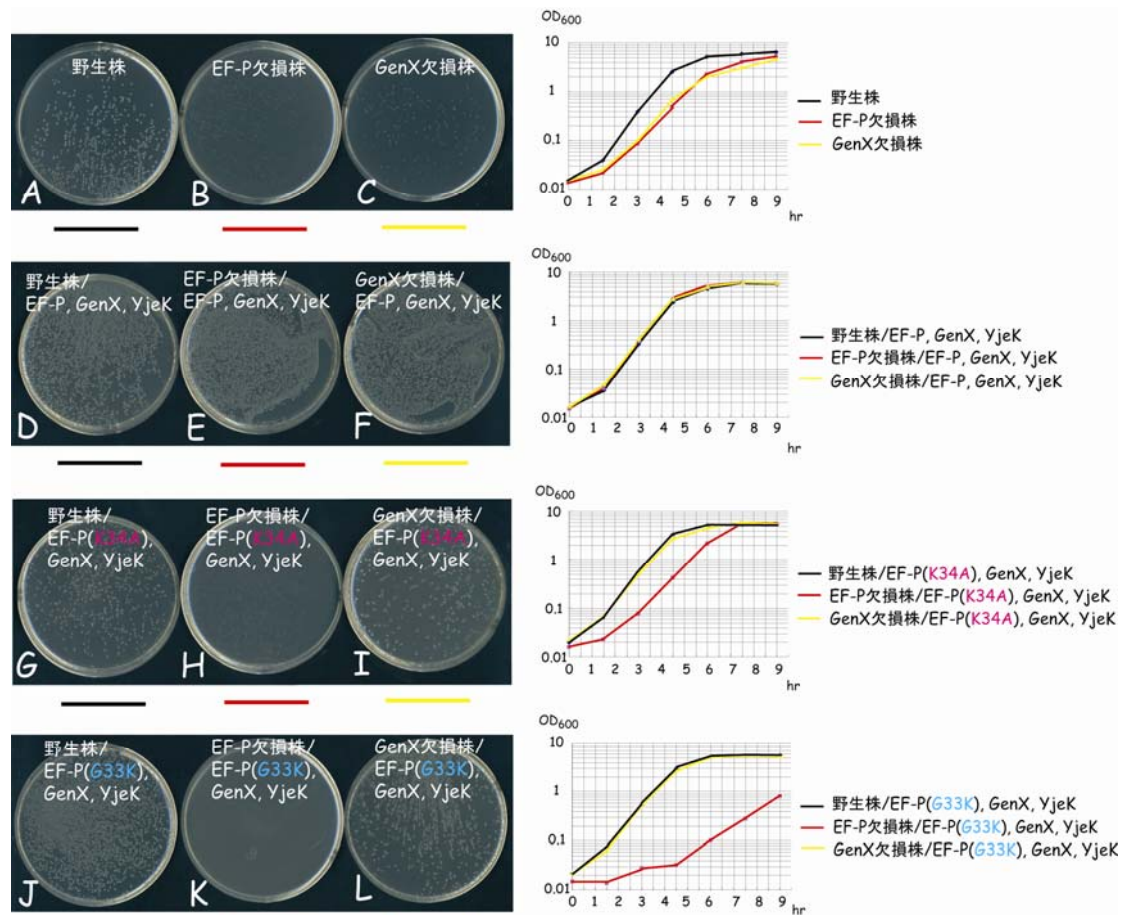 野生株
EF-P欠損株
GenX欠損株
A
B
C
OD600
10
1
0.1
0.01
0 1 2 3 4 5 6 7 8 9
hr
野生株
EF-P欠損株
GenX欠損株
野生株/
EF-P, GenX, YjeK
EF-P欠損株/
EF-P, GenX, YjeK
GenX欠損株/
EF-P, GenX, YjeK
D
E
F
OD600
10
1
0.1
0.01
0 1 2 3 4 5 6 7 8 9
hr
野生株/EF-P, GenX, YjeK
EF-P欠損株/EF-P, GenX, YjeK
GenX欠損株/EF-P, GenX, YjeK
野生株/
EF-P(K34A),
GenX, YjeK
EF-P欠損株/
EF-P(K34A),
GenX, YjeK
GenX欠損株/
EF-P(K34A),
GenX, YjeK
G
H
I
OD600
10
1
0.1
0.01
0 1 2 3 4 5 6 7 8 9
hr
野生株/EF-P(K34A), GenX, YjeK
EF-P欠損株/EF-P(K34A), GenX, YjeK
GenX欠損株/EF-P(K34A), GenX, YjeK
野生株/
EF-P(G33K),
GenX, YjeK
EF-P欠損株/
EF-P(G33K),
GenX, YjeK
GenX欠損株/
EF-P(G33K),
GenX, YjeK
J
K
L
OD600
10
1
0.1
0.01
0 1 2 3 4 5 6 7 8 9
hr
野生株/EF-P(G33K), GenX, YjeK
EF-P欠損株/EF-P(G33K), GenX, YjeK
GenX欠損株/EF-P(G33K), GenX, YjeK